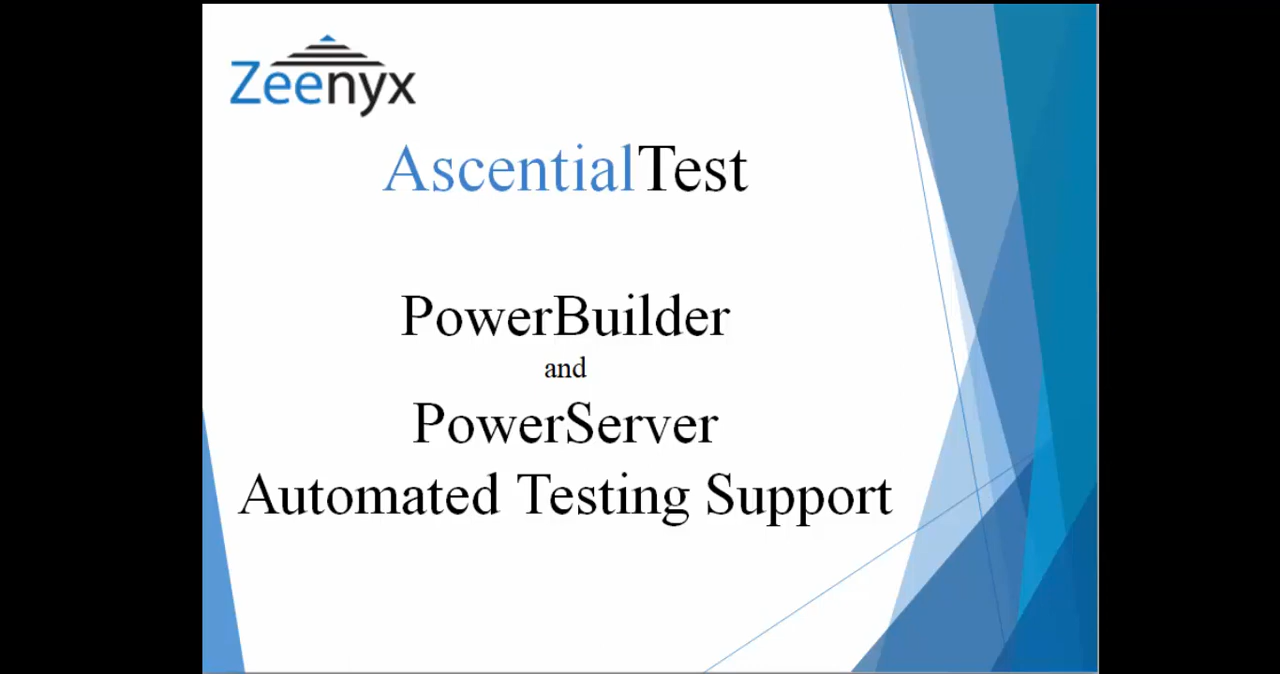 Zeenyx
AscentialTest
PowerBuilder
and
PowerServer
Automated Testing Support